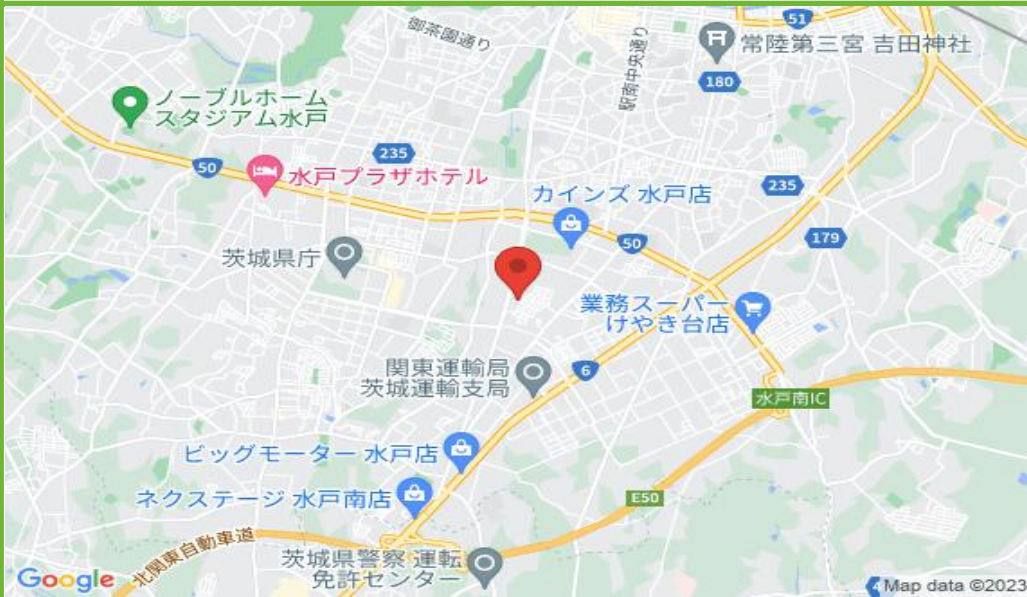 御茶園通り
駅南中央通り
51
常陸第三宮 吉田神社
180
ノーブルホーム
スタジアム水戸
235
50
水戸プラザホテル
カインズ 水戸店
235
179
50
茨城県庁
業務スーパー
けやき台店
関東運輸局
茨城運輸支局
6
水戸南IC
ビッグモーター 水戸店
ネクステージ 水戸南店
E50
北関東自動車道
茨城県警察 運転
免許センター
Google
Map data ©2023